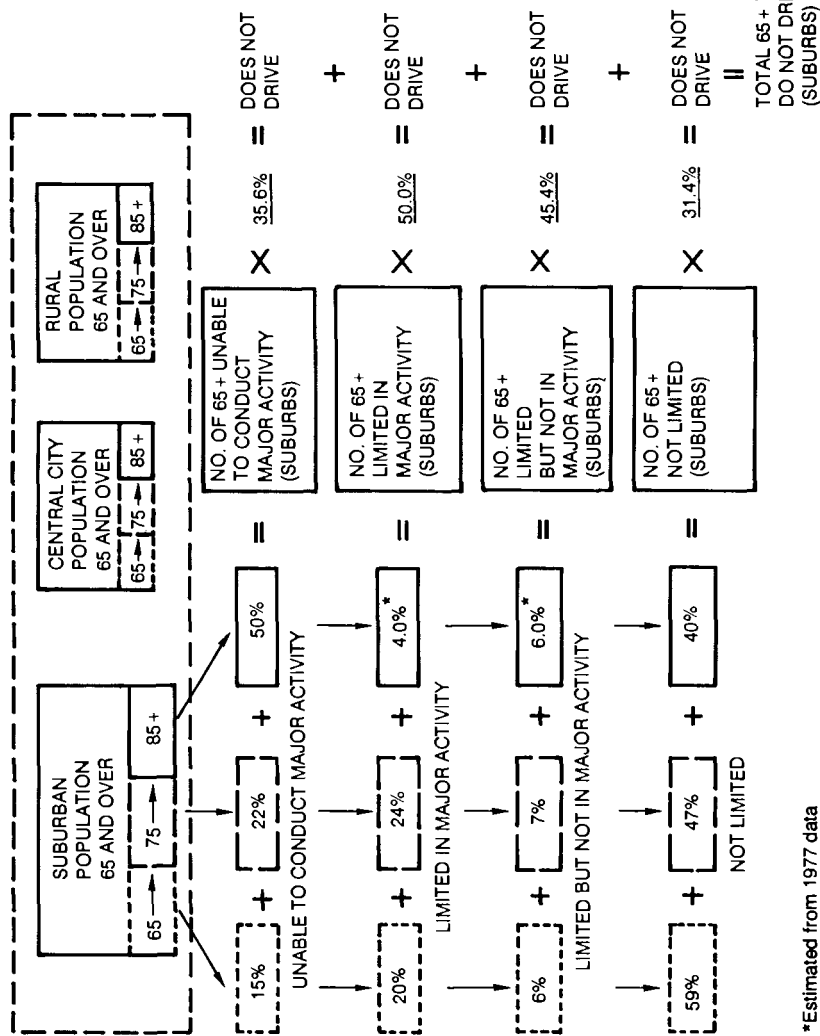 SUBURBAN
POPULATION
65 AND OVER
65 → 75 → 85 +
CENTRAL CITY
POPULATION
65 AND OVER
65 → 75 → 85 +
RURAL
POPULATION
65 AND OVER
65 → 75 → 85 +
15% + 22% + 50% =
NO. OF 65 + UNABLE
TO CONDUCT
MAJOR ACTIVITY
(SUBURBS)
X 35.6% = DOES NOT
DRIVE
UNABLE TO CONDUCT MAJOR ACTIVITY
+
20% + 24% + 4.0%* =
NO. OF 65 +
LIMITED IN
MAJOR ACTIVITY
(SUBURBS)
X 50.0% = DOES NOT
DRIVE
LIMITED IN MAJOR ACTIVITY
+
6% + 7% + 6.0%* =
NO. OF 65 +
LIMITED
BUT NOT IN
MAJOR ACTIVITY
(SUBURBS)
X 45.4% = DOES NOT
DRIVE
LIMITED BUT NOT IN MAJOR ACTIVITY
+
59% + 47% + 40% =
NO. OF 65 +
NOT LIMITED
(SUBURBS)
X 31.4% = DOES NOT
DRIVE
NOT LIMITED
=
TOTAL 65 +
DO NOT
(SUBURBS)
*Estimated from 1977 data